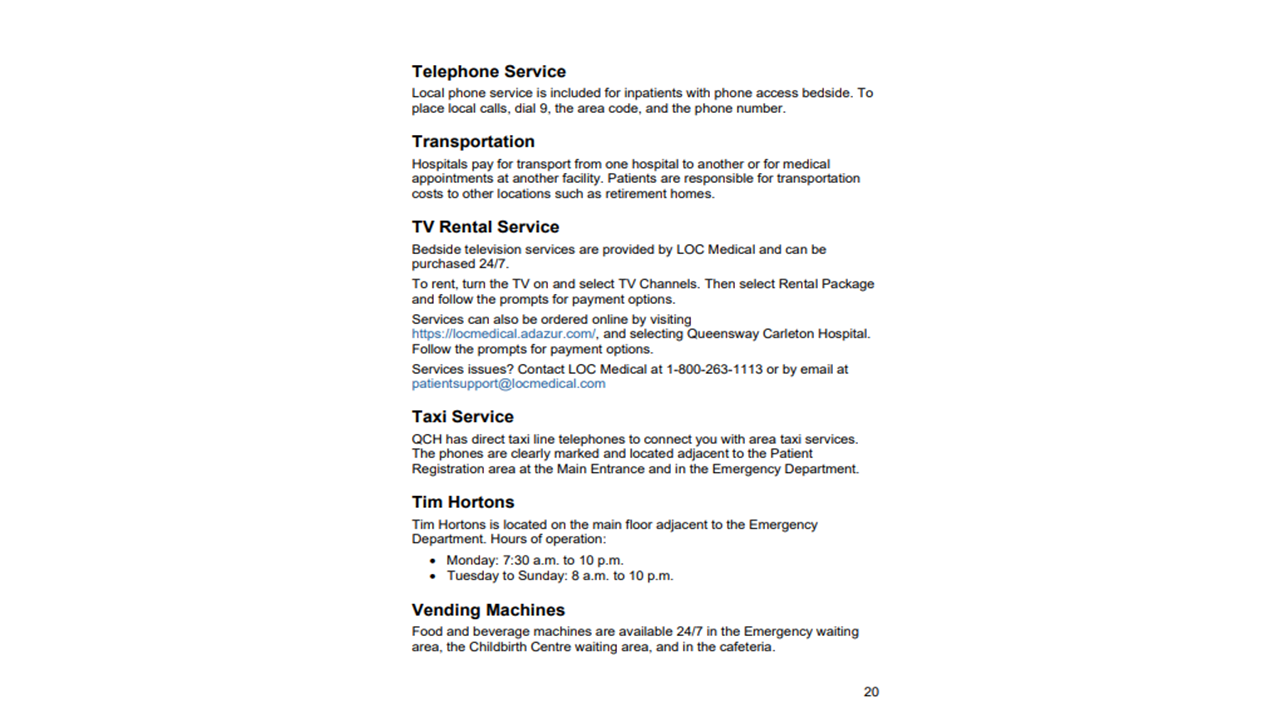 Telephone Service
Local phone service is included for inpatients with phone access bedside. To
place local calls, dial 9, the area code, and the phone number.
Transportation
Hospitals pay for transport from one hospital to another or for medical
appointments at another facility. Patients are responsible for transportation
costs to other locations such as retirement homes.
TV Rental Service
Bedside television services are provided by LOC Medical and can be
purchased 24/7.
To rent, turn the TV on and select TV Channels. Then select Rental Package
and follow the prompts for payment options.
Services can also be ordered online by visiting
https://locmedical.adazur.com/, and selecting Queensway Carleton Hospital.
Follow the prompts for payment options.
Services issues? Contact LOC Medical at 1-800-263-1113 or by email at
patientsupport@locmedical.com
Taxi Service
QCH has direct taxi line telephones to connect you with area taxi services.
The phones are clearly marked and located adjacent to the Patient
Registration area at the Main Entrance and in the Emergency Department.
Tim Hortons
Tim Hortons is located on the main floor adjacent to the Emergency
Department. Hours of operation:
• Monday: 7:30 a.m. to 10 p.m.
• Tuesday to Sunday: 8 a.m. to 10 p.m.
Vending Machines
Food and beverage machines are available 24/7 in the Emergency waiting
area, the Childbirth Centre waiting area, and in the cafeteria.
20